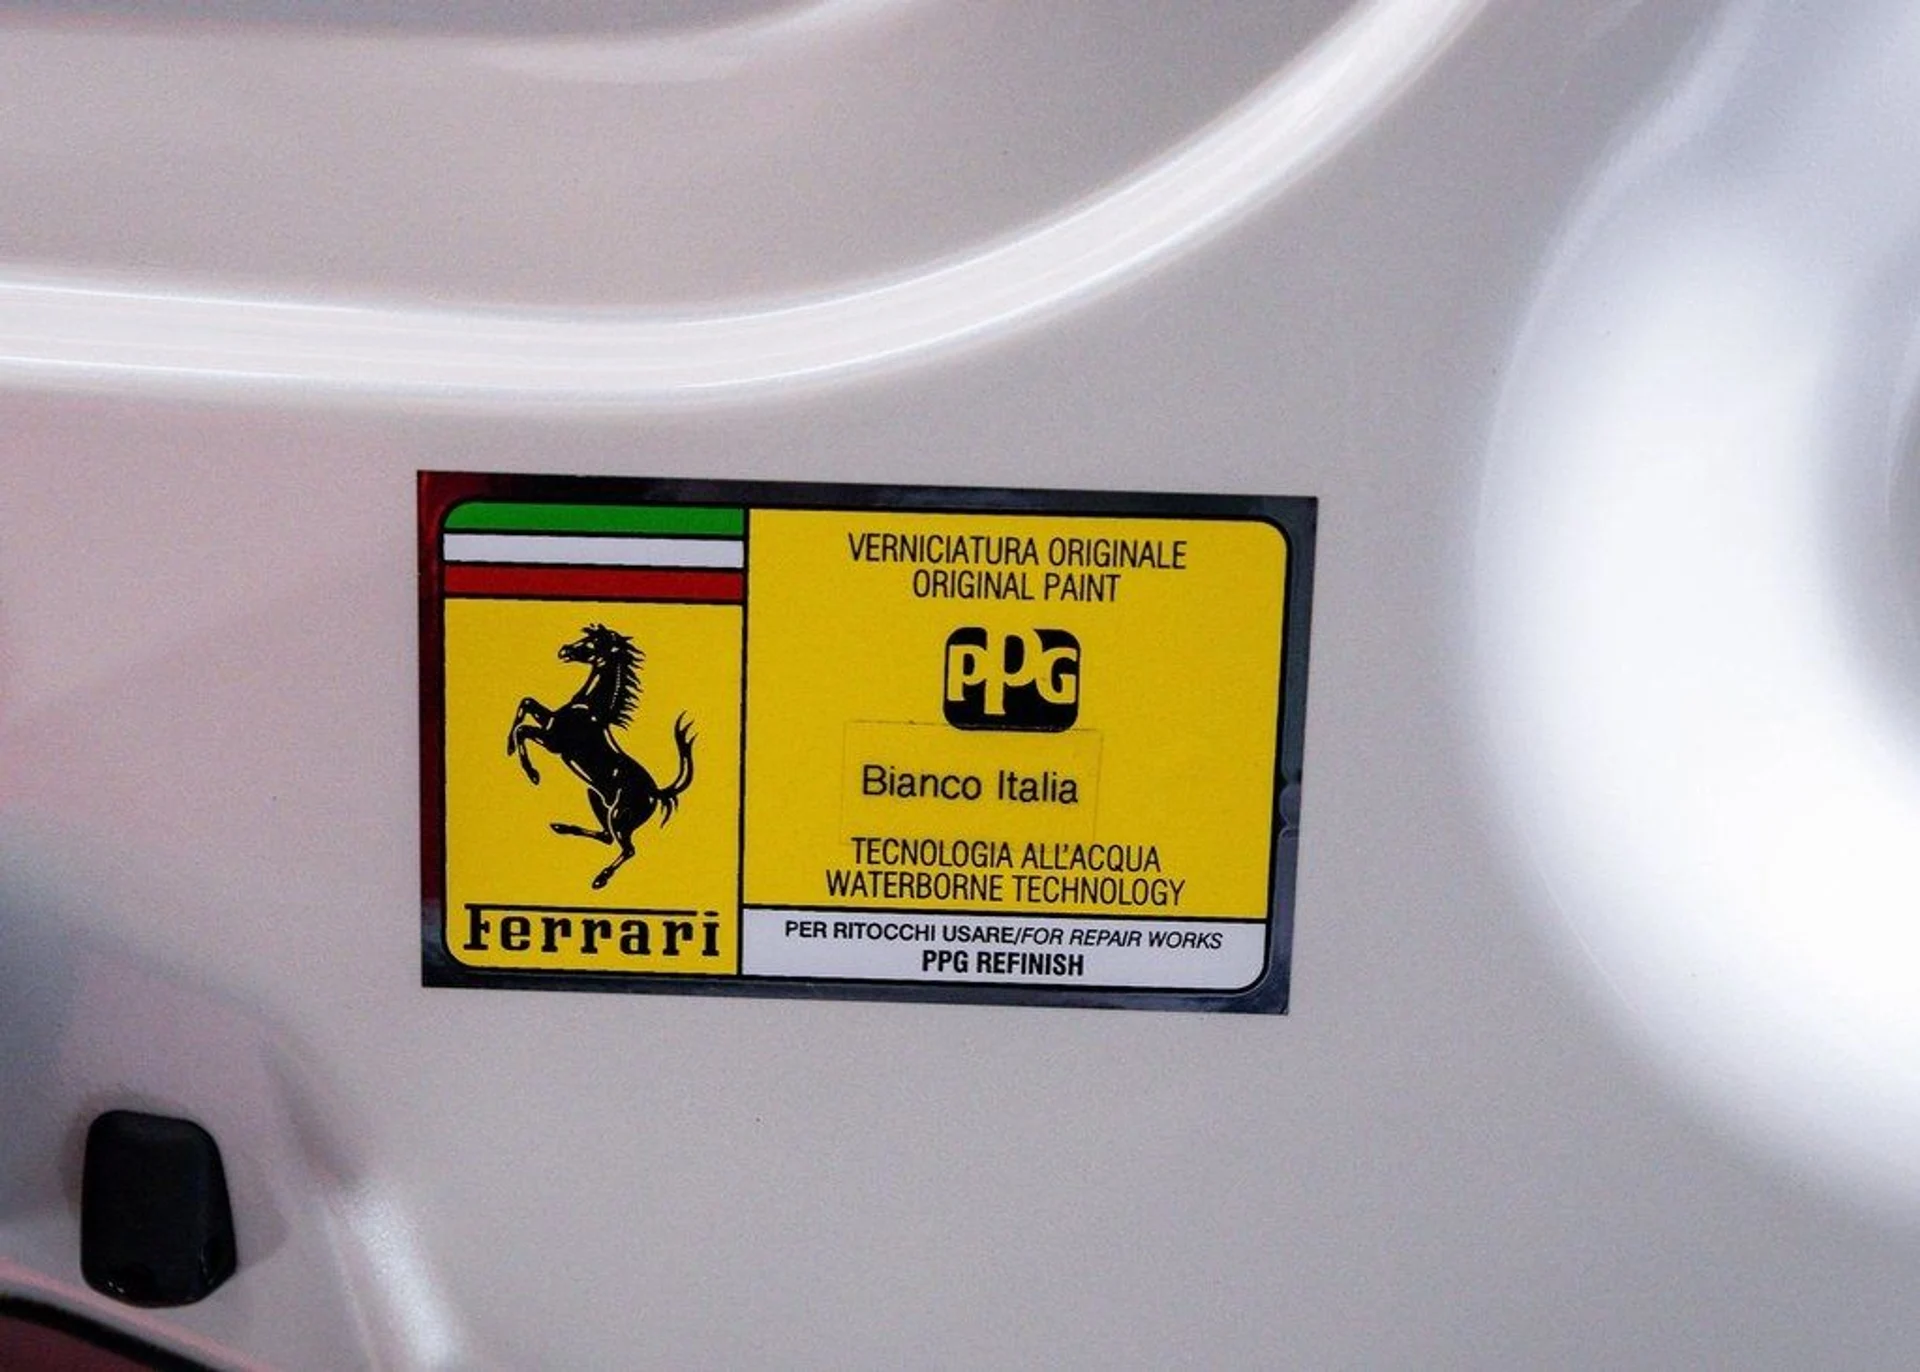 Ferrari
VERNICIATURA ORIGINALE
ORIGINAL PAINT
PPG
Bianco Italia
TECNOLOGIA ALL'ACQUA
WATERBORNE TECHNOLOGY
PER RITOCCHI USARE/FOR REPAIR WORKS
PPG REFINISH